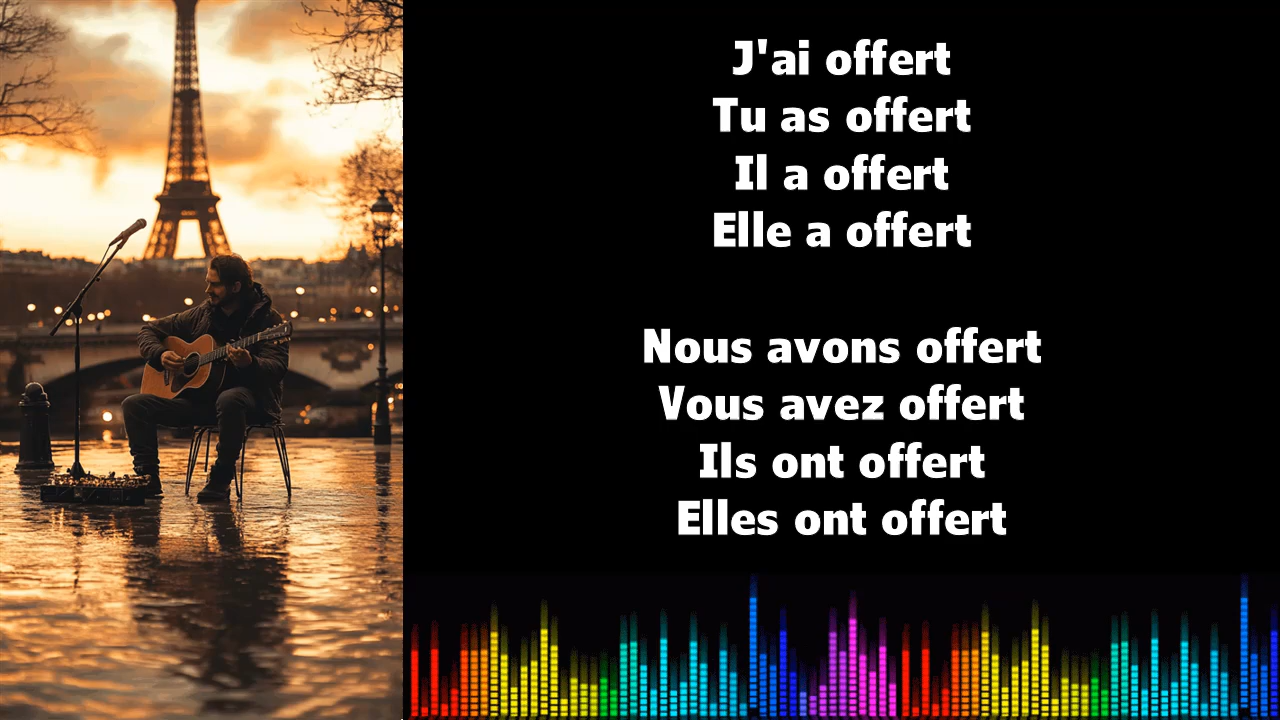 J'ai offert
Tu as offert
Il a offert
Elle a offert
Nous avons offert
Vous avez offert
Ils ont offert
Elles ont offert